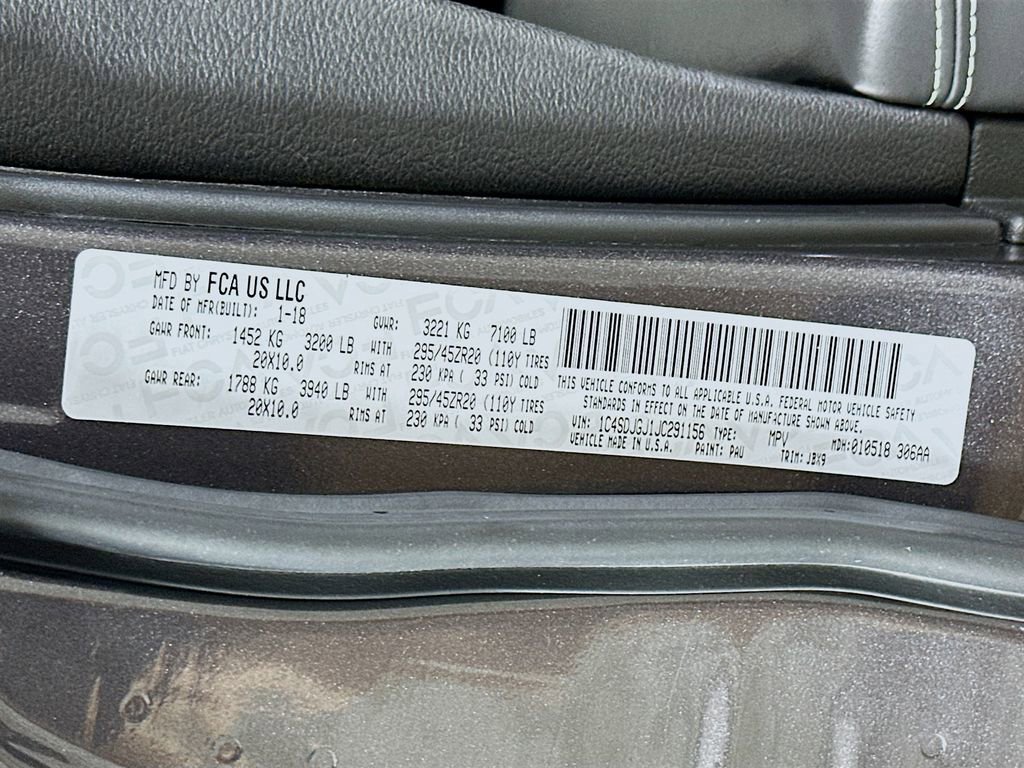 MFD BY FCA US LLC
DATE OF MFR(BUILT): 1-18
GVWR: 3221 KG 7100 LB
GAWR FRONT: 1452 KG 3200 LB WITH 295/45ZR20 (110Y TIRES
20X10.0 RIMS AT 230 KPA ( 33 PSI) COLD
GAWR REAR: 1788 KG 3940 LB WITH 295/45ZR20 (110Y TIRES
20X10.0 RIMS AT 230 KPA ( 33 PSI) COLD
THIS VEHICLE CONFORMS TO ALL APPLICABLE U.S.A. FEDERAL MOTOR VEHICLE SAFETY
STANDARDS IN EFFECT ON THE DATE OF MANUFACTURE SHOWN ABOVE.
VIN: 1C4SDJGJ1JC291156 TYPE: MPV MDH:010518 306AA
VEHICLE MADE IN U.S.A. PAINT: PAU TRIM: JBX9